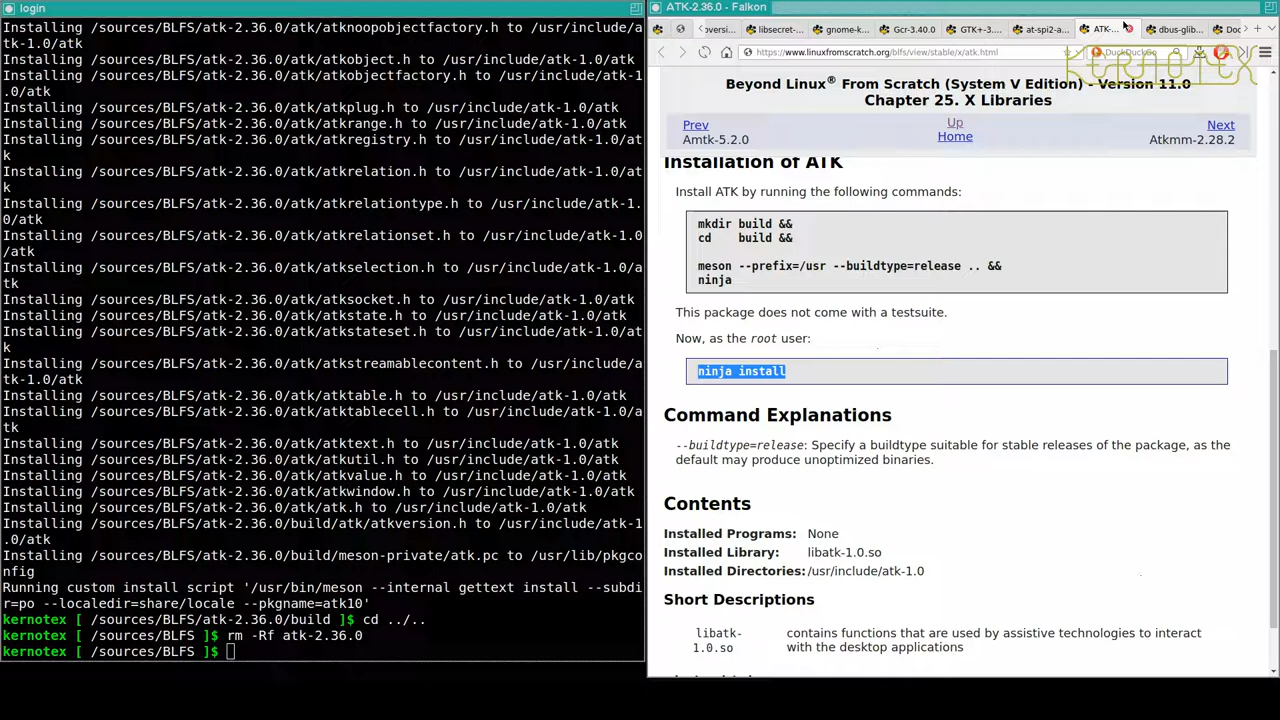 login
Installing /sources/BLFS/atk-2.36.0/atk/atknoopobjectfactory.h to /usr/include/a
tk-1.0/atk
Installing /sources/BLFS/atk-2.36.0/atk/atkobject.h to /usr/include/atk-1.0/atk
Installing /sources/BLFS/atk-2.36.0/atk/atkobjectfactory.h to /usr/include/atk-1
.0/atk
Installing /sources/BLFS/atk-2.36.0/atk/atkplug.h to /usr/include/atk-1.0/atk
Installing /sources/BLFS/atk-2.36.0/atk/atkrange.h to /usr/include/atk-1.0/atk
Installing /sources/BLFS/atk-2.36.0/atk/atkregistry.h to /usr/include/atk-1.0/at
k
Installing /sources/BLFS/atk-2.36.0/atk/atkrelation.h to /usr/include/atk-1.0/at
k
Installing /sources/BLFS/atk-2.36.0/atk/atkrelationtype.h to /usr/include/atk-1.
0/atk
Installing /sources/BLFS/atk-2.36.0/atk/atkrelationset.h to /usr/include/atk-1.0
/atk
Installing /sources/BLFS/atk-2.36.0/atk/atkselection.h to /usr/include/atk-1.0/a
tk
Installing /sources/BLFS/atk-2.36.0/atk/atksocket.h to /usr/include/atk-1.0/atk
Installing /sources/BLFS/atk-2.36.0/atk/atkstate.h to /usr/include/atk-1.0/atk
Installing /sources/BLFS/atk-2.36.0/atk/atkstateset.h to /usr/include/atk-1.0/at
k
Installing /sources/BLFS/atk-2.36.0/atk/atkstreamablecontent.h to /usr/include/a
tk-1.0/atk
Installing /sources/BLFS/atk-2.36.0/atk/atktable.h to /usr/include/atk-1.0/atk
Installing /sources/BLFS/atk-2.36.0/atk/atktablecell.h to /usr/include/atk-1.0/a
tk
Installing /sources/BLFS/atk-2.36.0/atk/atktext.h to /usr/include/atk-1.0/atk
Installing /sources/BLFS/atk-2.36.0/atk/atkutil.h to /usr/include/atk-1.0/atk
Installing /sources/BLFS/atk-2.36.0/atk/atkvalue.h to /usr/include/atk-1.0/atk
Installing /sources/BLFS/atk-2.36.0/atk/atkwindow.h to /usr/include/atk-1.0/atk
Installing /sources/BLFS/atk-2.36.0/atk/atk.h to /usr/include/atk-1.0/atk
Installing /sources/BLFS/atk-2.36.0/build/atk/atkversion.h to /usr/include/atk-1
.0/atk
Installing /sources/BLFS/atk-2.36.0/build/meson-private/atk.pc to /usr/lib/pkgco
nfig
Running custom install script '/usr/bin/meson --internal gettext install --subdi
r=po --localedir=share/locale --pkgname=atk10'
kernotex [ /sources/BLFS/atk-2.36.0/build ]$ cd ../..
kernotex [ /sources/BLFS ]$ rm -Rf atk-2.36.0
kernotex [ /sources/BLFS ]$
ATK-2.36.0 - Falkon
oversi... libsecret-... gnome-k... Gcr-3.40.0 GTK+-3.... at-spi2-a... ATK-... dbus-glib... Doc
https://www.linuxfromscratch.org/blfs/view/stable/x/atk.html DuckDuckGo
KERNOTEX
Beyond Linux® From Scratch (System V Edition) - Version 11.0
Chapter 25. X Libraries
Prev Up Next
Amtk-5.2.0 Home Atkmm-2.28.2
Installation of ATK
Install ATK by running the following commands:
mkdir build &&
cd build &&
meson --prefix=/usr --buildtype=release .. &&
ninja
This package does not come with a testsuite.
Now, as the root user:
ninja install
Command Explanations
--buildtype=release: Specify a buildtype suitable for stable releases of the package, as the
default may produce unoptimized binaries.
Contents
Installed Programs: None
Installed Library: libatk-1.0.so
Installed Directories: /usr/include/atk-1.0
Short Descriptions
libatk- contains functions that are used by assistive technologies to interact
1.0.so with the desktop applications